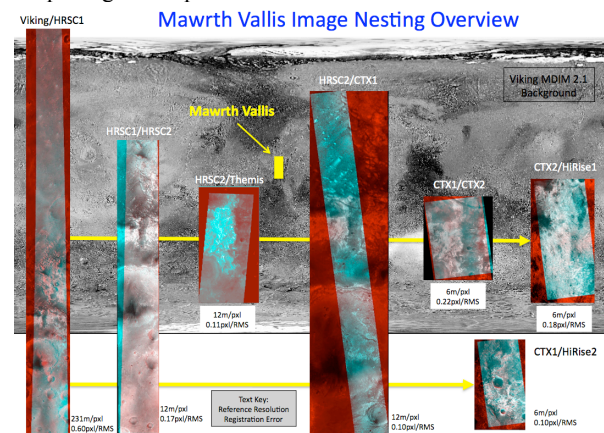 Mawrth Vallis Image Nesting Overview
Viking/HRSC1
HRSC2/CTX1
Viking MDIM 2.1
Background
Mawrth
Vallis
HRSC1/HRSC2
HRSC2/Themis
CTX1/CTX2
CTX2/HiRise1
12m/pxl
0.11pxl/RMS
6m/pxl
0.22pxl/RMS
6m/pxl
0.18pxl/RMS
CTX1/HiRise2
Text Key:
Reference Resolution
Registration Error
231m/pxl
0.60pxl/RMS
12m/pxl
0.17pxl/RMS
12m/pxl
0.10pxl/RMS
6m/pxl
0.10pxl/RMS